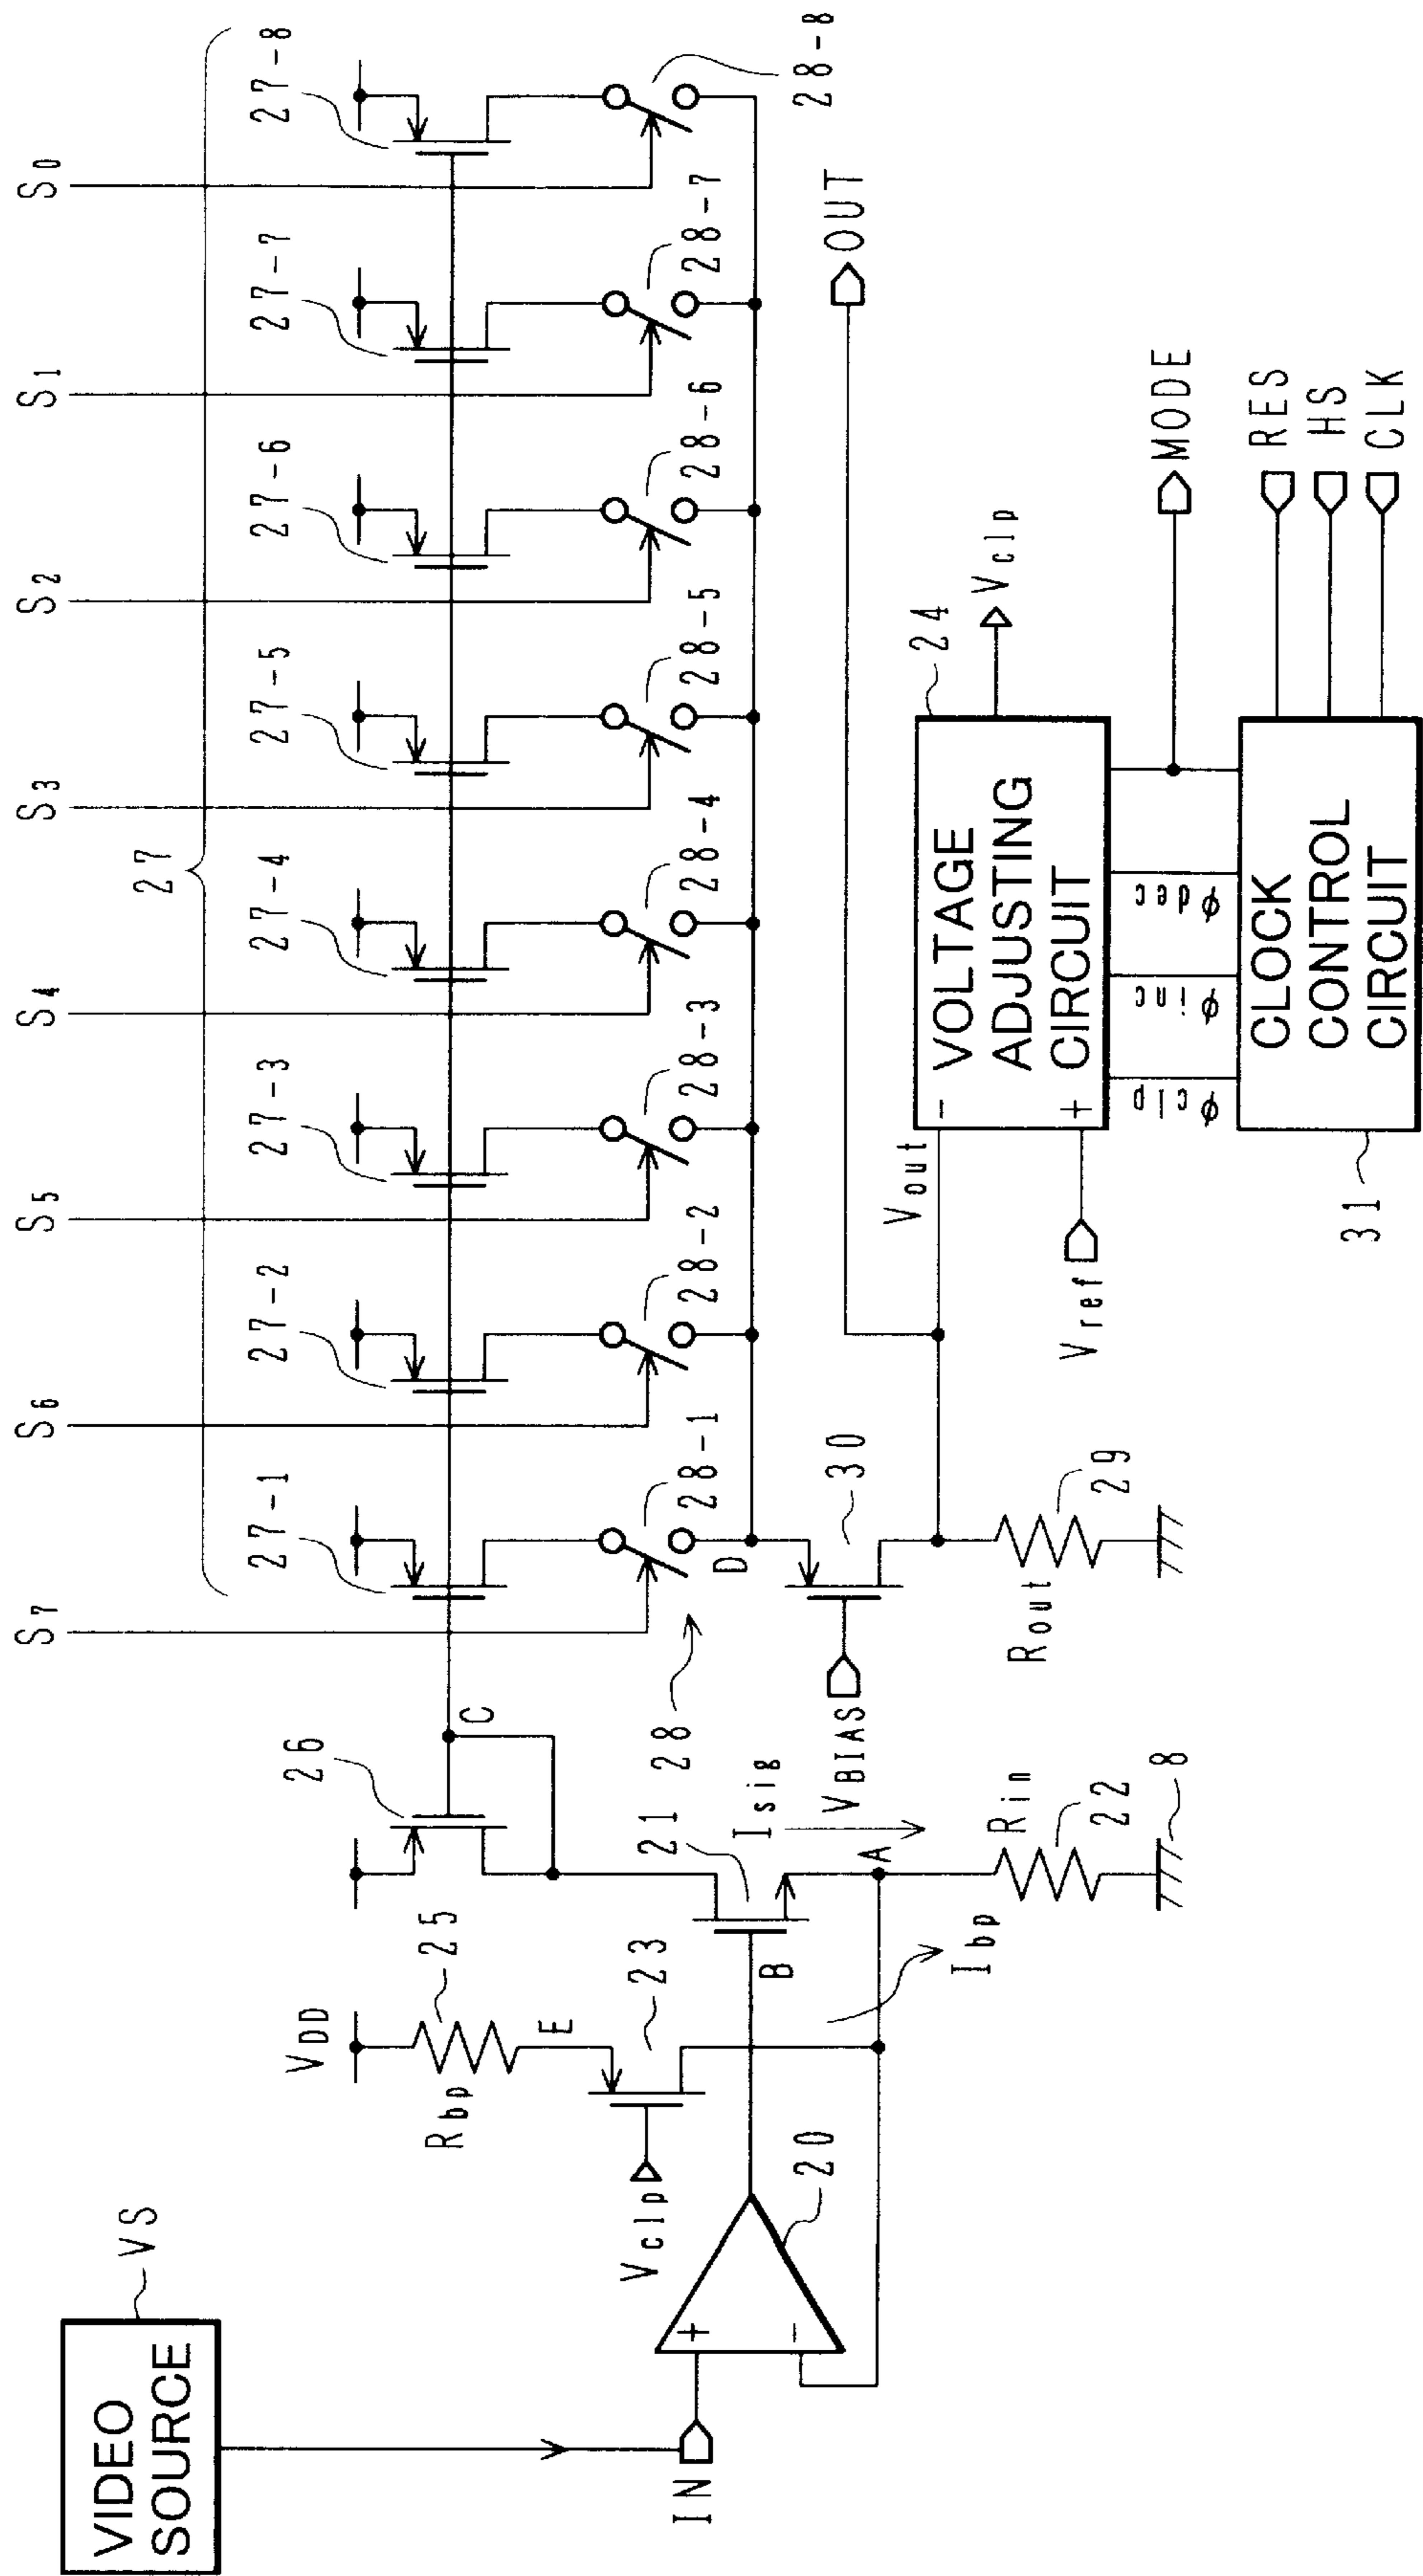 VIDEO
SOURCE
VS
IN
+
-
20
Vclp
23
E
Rbp
25
VDD
Ibp
B
A
21
Isig
Rin
22
8
26
C
27
27-1
27-2
27-3
27-4
27-5
27-6
27-7
27-8
S7
S6
S5
S4
S3
S2
S1
S0
28
28-1
28-2
28-3
28-4
28-5
28-6
28-7
28-8
D
VBIAS
30
Rout
29
Vout
OUT
Vref
-
+
VOLTAGE
ADJUSTING
CIRCUIT
24
Vclp
φclp
φinc
φdec
MODE
CLOCK
CONTROL
CIRCUIT
31
RES
HS
CLK